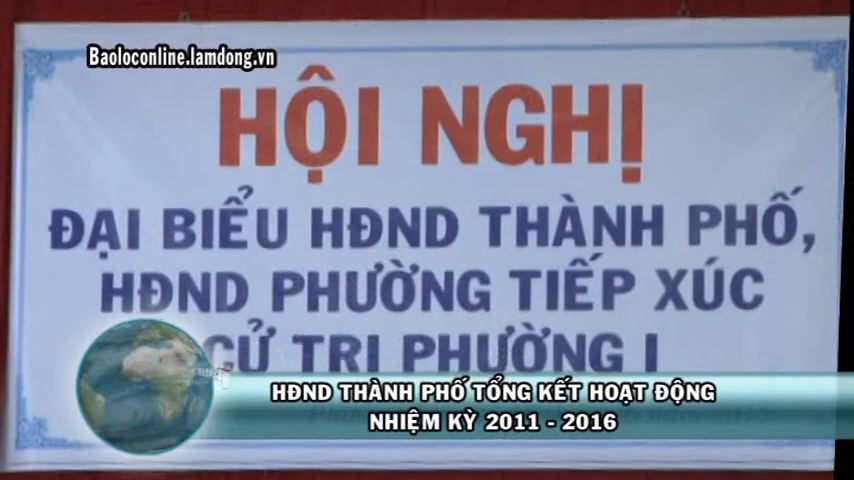 Baoloconline.lamdong.vn
HỘI NGHỊ
ĐẠI BIỂU HĐND THÀNH PHỐ,
HĐND PHƯỜNG TIẾP XÚC
CỬ TRI PHƯỜNG I
HĐND THÀNH PHỐ TỔNG KẾT HOẠT ĐỘNG
NHIỆM KỲ 2011 - 2016